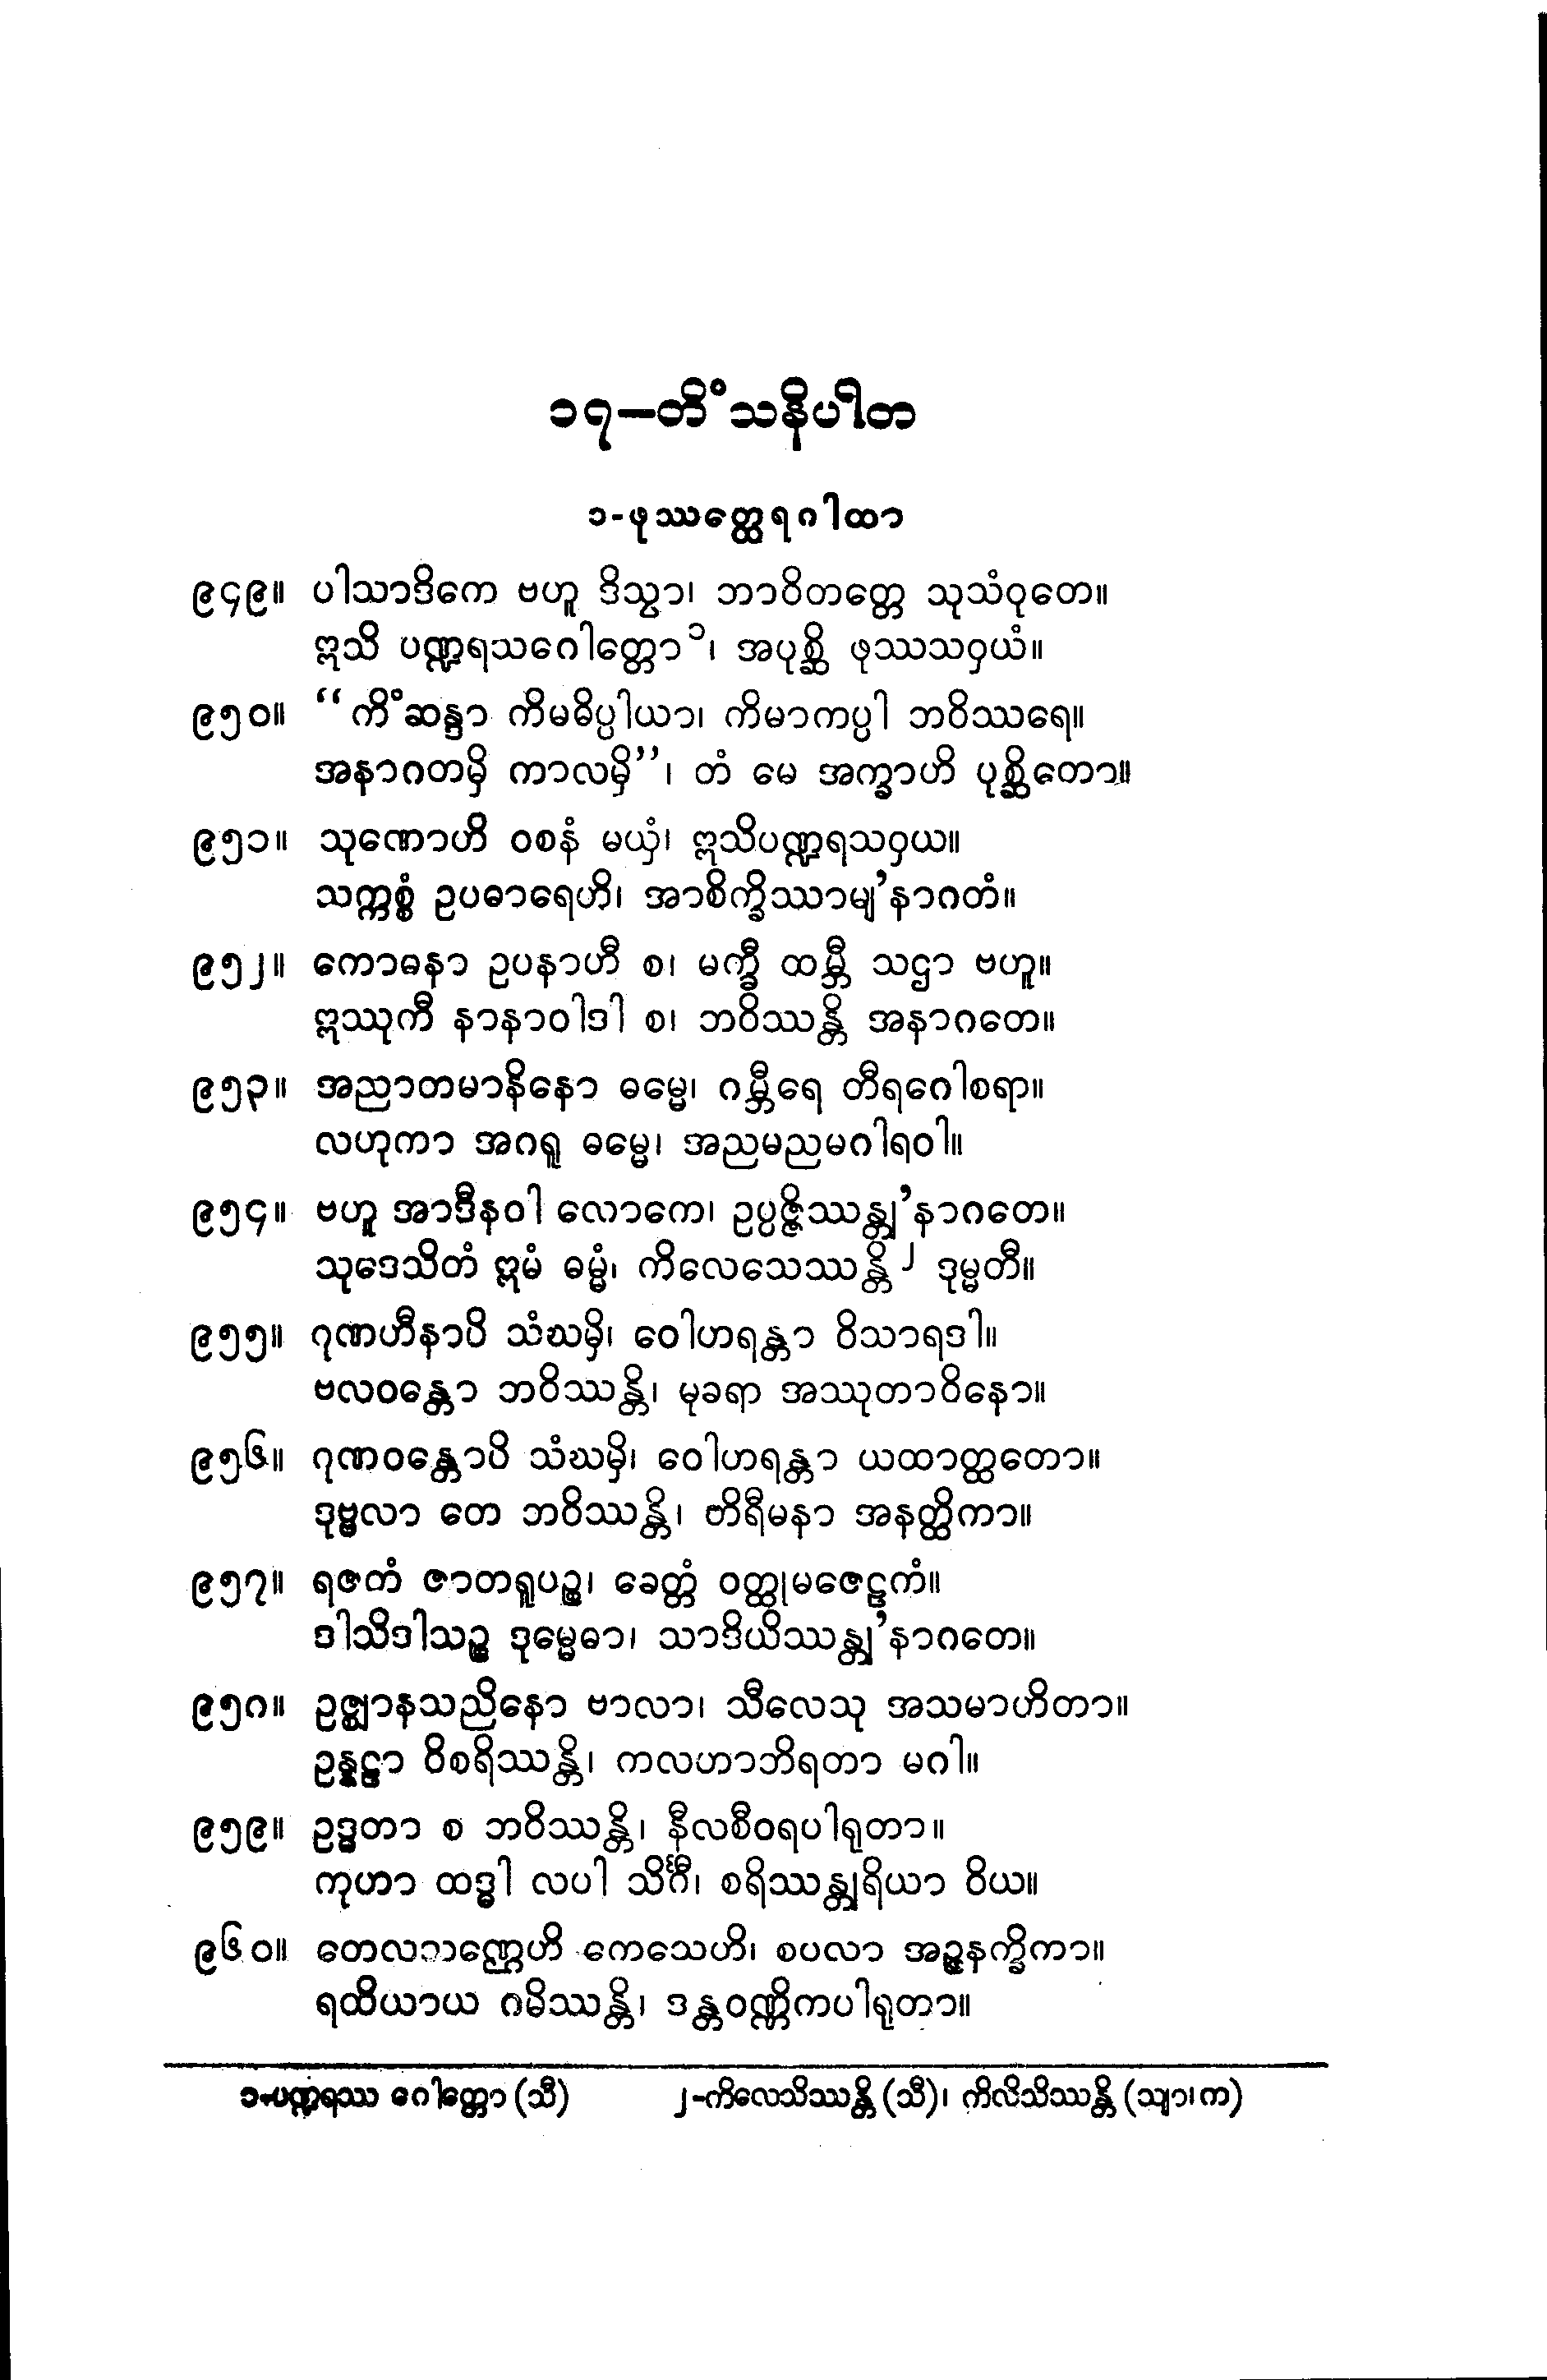 ၁၇—တိံသနိပါတ
၁-ဖုဿတ္ထေရဂါထာ
၉၄၉။ ပါသာဒိကေ ဗဟူ ဒိသွာ၊ ဘာဝိတတ္တေ သုသံဝုတေ။
ဣသိ ပဏ္ဍရသဂေါတ္တော၁၊ အပုစ္ဆိ ဖုဿသဝှယံ။
၉၅၀။ “ကိံဆန္ဒာ ကိမဓိပ္ပါယာ၊ ကိမာကပ္ပါ ဘဝိဿရေ။
အနာဂတမှိ ကာလမှိ”၊ တံ မေ အက္ခာဟိ ပုစ္ဆိတော။
၉၅၁။ သုဏောဟိ ဝစနံ မယှံ၊ ဣသိပဏ္ဍရသဝှယ။
သက္ကစ္စံ ဥပဓာရေဟိ၊ အာစိက္ခိဿာမျ’နာဂတံ။
၉၅၂။ ကောဓနာ ဥပနာဟီ စ၊ မက္ခီ ထမ္ဘီ သဌာ ဗဟူ။
ဣဿုကီ နာနာဝါဒါ စ၊ ဘဝိဿန္တိ အနာဂတေ။
၉၅၃။ အညာတမာနိနော ဓမ္မေ၊ ဂမ္ဘီရေ တီရဂေါစရာ။
လဟုကာ အဂရူ ဓမ္မေ၊ အညမညမဂါရဝါ။
၉၅၄။ ဗဟူ အာဒီနဝါ လောကေ၊ ဥပ္ပဇ္ဇိဿန္တျ’နာဂတေ။
သုဒေသိတံ ဣမံ ဓမ္မံ၊ ကိလေသေဿန္တိ၂ ဒုမ္မတီ။
၉၅၅။ ဂုဏဟီနာပိ သံဃမှိ၊ ဝေါဟရန္တာ ဝိသာရဒါ။
ဗလဝန္တော ဘဝိဿန္တိ၊ မုခရာ အဿုတာဝိနော။
၉၅၆။ ဂုဏဝန္တောပိ သံဃမှိ၊ ဝေါဟရန္တာ ယထာတ္ထတော။
ဒုဗ္ဗလာ တေ ဘဝိဿန္တိ၊ ဟိရီမနာ အနတ္ထိကာ။
၉၅၇။ ရဇတံ ဇာတရူပဉ္စ၊ ခေတ္တံ ဝတ္ထုမဇေဠကံ။
ဒါသိဒါသဉ္စ ဒုမ္မေဓာ၊ သာဒိယိဿန္တျ’နာဂတေ။
၉၅၈။ ဥဇ္ဈာနသညိနော ဗာလာ၊ သီလေသု အသမာဟိတာ။
ဥန္နဠာ ဝိစရိဿန္တိ၊ ကလဟာဘိရတာ မဂါ။
၉၅၉။ ဥဒ္ဓတာ စ ဘဝိဿန္တိ၊ နီလစီဝရပါရုတာ။
ကုဟာ ထဒ္ဓါ လပါ သိင်္ဂီ၊ စရိဿန္တျရိယာ ဝိယ။
၉၆၀။ တေလသဏ္ဌေဟိ ကေသေဟိ၊ စပလာ အဉ္ဇနက္ခိကာ။
ရထိယာယ ဂမိဿန္တိ၊ ဒန္တဝဏ္ဏိကပါရုတာ။
၁-ပဏ္ဍရဿ ဂေါတ္တော (သီ) ၂-ကိလေသိဿန္တိ (သီ)၊ ကိလိသိဿန္တိ (သျာ၊က)